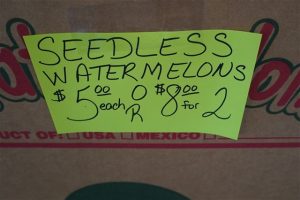 SEEDLESS
WATERMELONS
$5.00 each OR $8.00 for 2
UCT OF: USA MEXICO